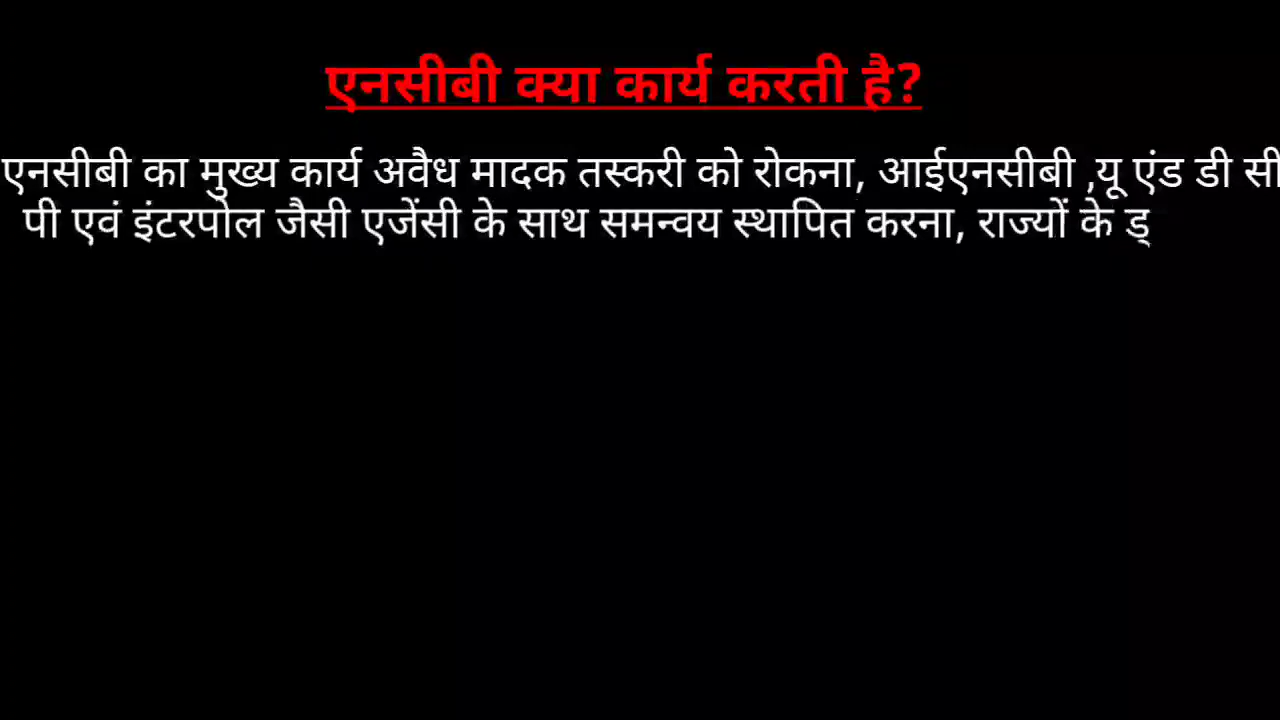 एनसीबी क्या कार्य करती है?
एनसीबी का मुख्य कार्य अवैध मादक तस्करी को रोकना, आईएनसीबी ,यू एंड डी सी
पी एवं इंटरपोल जैसी एजेंसी के साथ समन्वय स्थापित करना, राज्यों के ड्